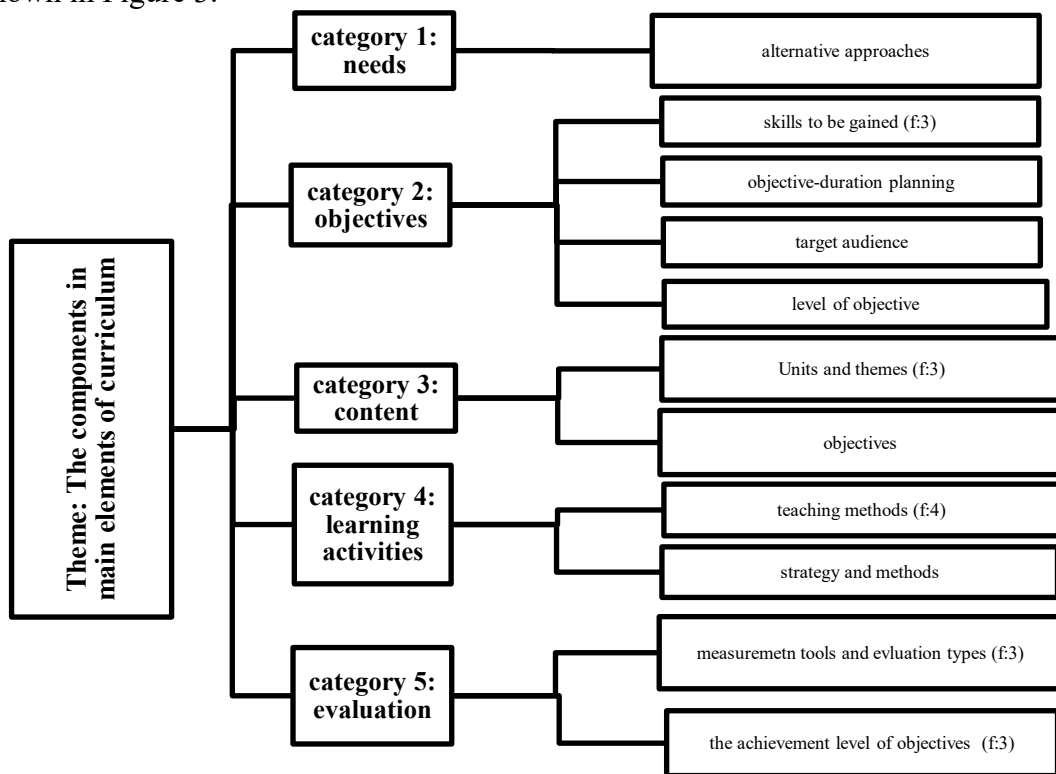 nown in Figure 3.
Theme: The components in
main elements of curriculum
category 1:
needs
alternative approaches
category 2:
objectives
skills to be gained (f:3)
objective-duration planning
target audience
level of objective
category 3:
content
Units and themes (f:3)
objectives
category 4:
learning
activities
teaching methods (f:4)
strategy and methods
category 5:
evaluation
measuremetn tools and evluation types (f:3)
the achievement level of objectives (f:3)